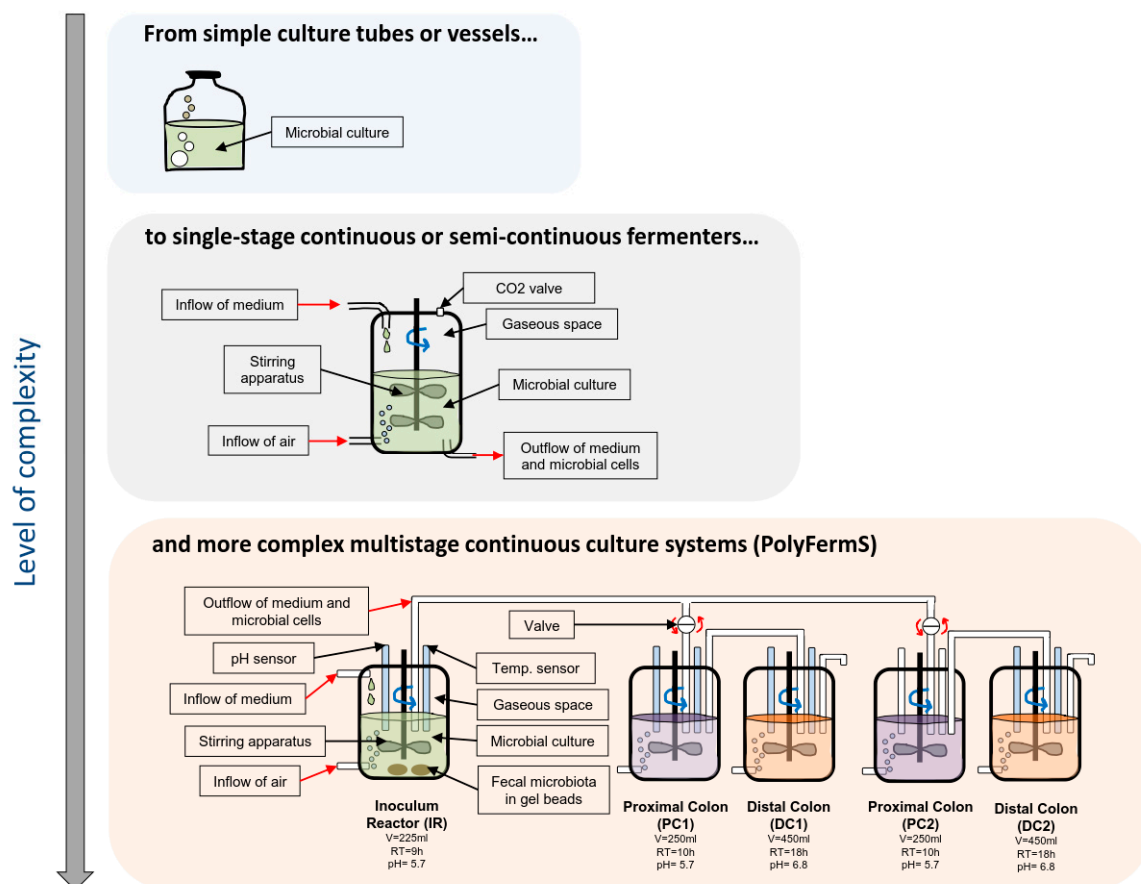 Level of complexity
From simple culture tubes or vessels…
Microbial culture
to single-stage continuous or semi-continuous fermenters…
Inflow of medium
CO2 valve
Gaseous space
Stirring
apparatus
Microbial culture
Inflow of air
Outflow of medium
and microbial cells
and more complex multistage continuous culture systems (PolyFermS)
Outflow of medium and
microbial cells
Valve
pH sensor
Temp. sensor
Inflow of medium
Gaseous space
Stirring apparatus
Microbial culture
Inflow of air
Fecal microbiota
in gel beads
Inoculum
Reactor (IR)
V=225ml
RT=9h
pH= 5.7
Proximal Colon
(PC1)
V=250ml
RT=10h
pH= 5.7
Distal Colon
(DC1)
V=450ml
RT=18h
pH= 6.8
Proximal Colon
(PC2)
V=250ml
RT=10h
pH= 5.7
Distal Colon
(DC2)
V=450ml
RT=18h
pH= 6.8